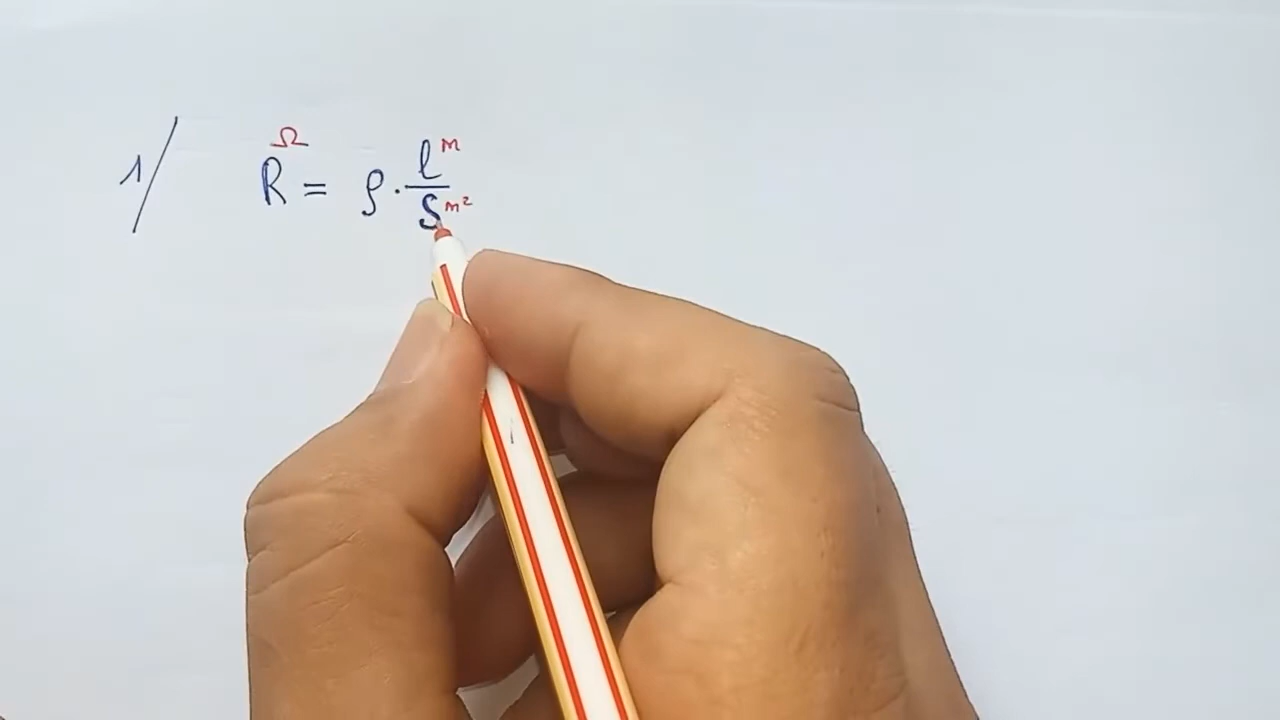 1/ R^Ω = ρ · l^m / S^m²